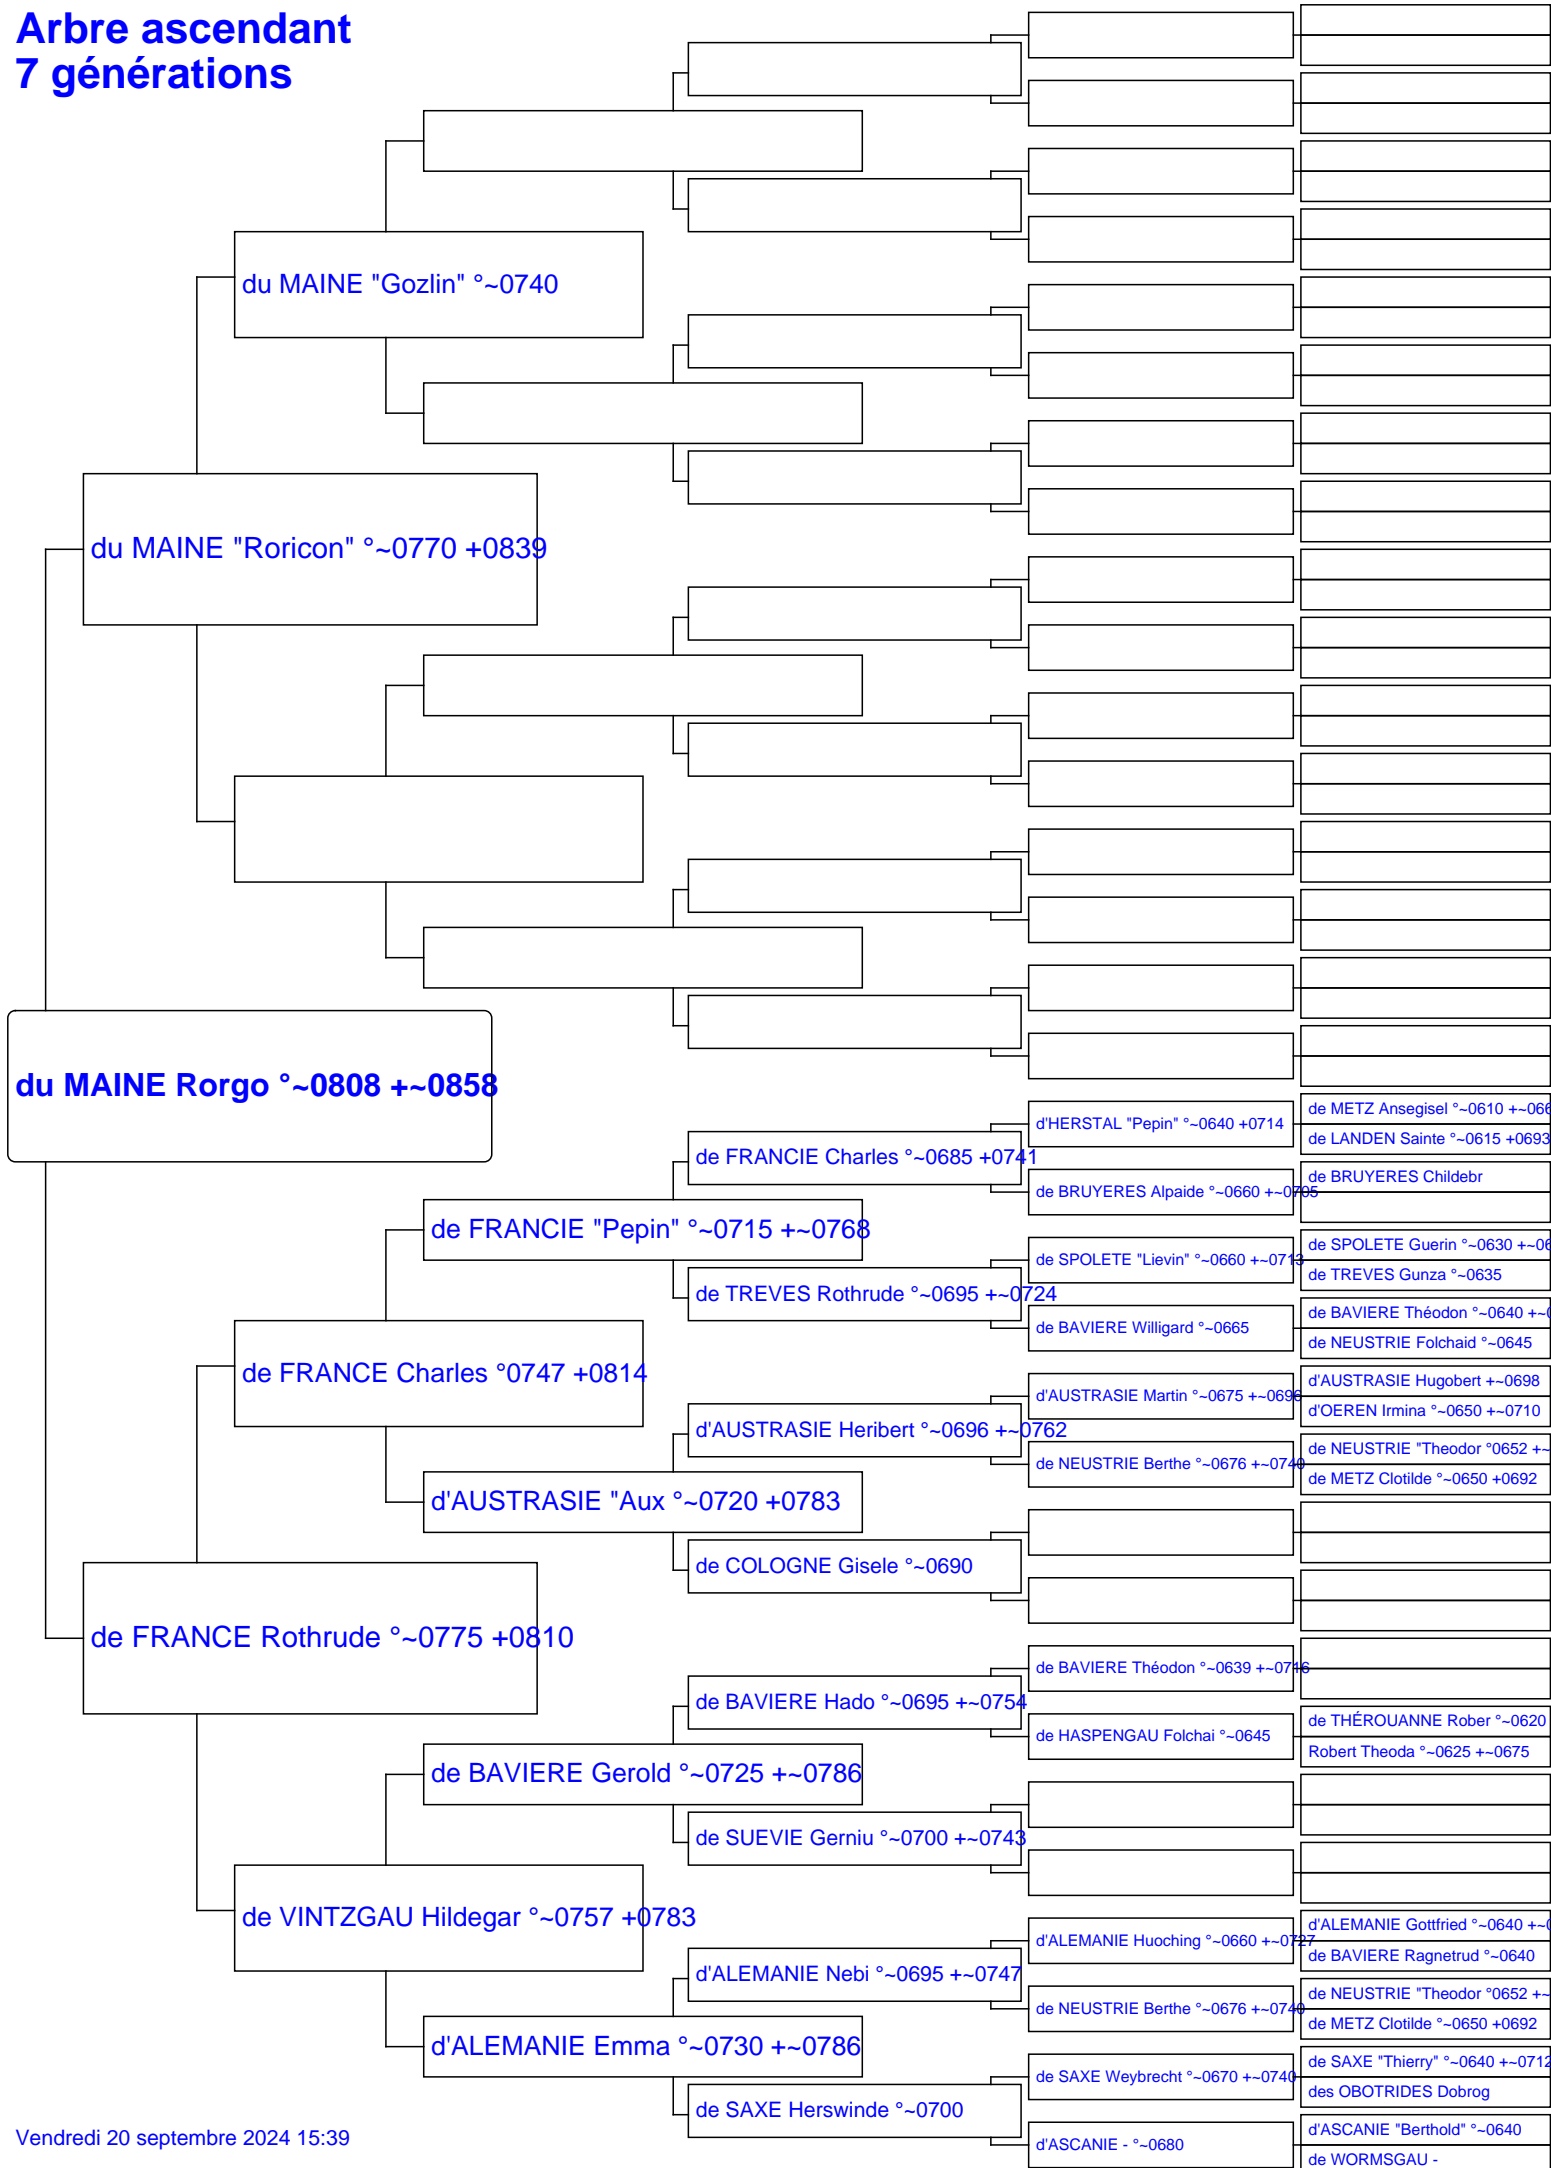 Arbre ascendant
7 générations
du MAINE "Gozlin" °~0740
du MAINE "Roricon" °~0770 +0839
du MAINE Rorgo °~0808 +~0858
de METZ Ansegisel °~0610 +~066
d'HERSTAL "Pepin" °~0640 +0714
de LANDEN Sainte °~0615 +0693
de FRANCIE Charles °~0685 +0741
de BRUYERES Childebr
de BRUYERES Alpaide °~0660 +~0705
de FRANCIE "Pepin" °~0715 +~0768
de SPOLETE Guerin °~0630 +~06
de SPOLETE "Lievin" °~0660 +~0713
de TREVES Gunza °~0635
de TREVES Rothrude °~0695 +~0724
de BAVIERE Théodon °~0640 +~0
de BAVIERE Willigard °~0665
de NEUSTRIE Folchaid °~0645
de FRANCE Charles °0747 +0814
d'AUSTRASIE Hugobert +~0698
d'AUSTRASIE Martin °~0675 +~0696
d'OEREN Irmina °~0650 +~0710
d'AUSTRASIE Heribert °~0696 +~0762
de NEUSTRIE "Theodor °0652 +~
de NEUSTRIE Berthe °~0676 +~0740
de METZ Clotilde °~0650 +0692
d'AUSTRASIE "Aux °~0720 +0783
de COLOGNE Gisele °~0690
de FRANCE Rothrude °~0775 +0810
de BAVIERE Théodon °~0639 +~0716
de BAVIERE Hado °~0695 +~0754
de THÉROUANNE Rober °~0620
de HASPENGAU Folchai °~0645
Robert Theoda °~0625 +~0675
de BAVIERE Gerold °~0725 +~0786
de SUEVIE Gerniu °~0700 +~0743
de VINTZGAU Hildegar °~0757 +0783
d'ALEMANIE Gottfried °~0640 +~0
d'ALEMANIE Huoching °~0660 +~0727
de BAVIERE Ragnetrud °~0640
d'ALEMANIE Nebi °~0695 +~0747
de NEUSTRIE "Theodor °0652 +~
de NEUSTRIE Berthe °~0676 +~0740
de METZ Clotilde °~0650 +0692
d'ALEMANIE Emma °~0730 +~0786
de SAXE "Thierry" °~0640 +~0712
de SAXE Weybrecht °~0670 +~0740
des OBOTRIDES Dobrog
de SAXE Herswinde °~0700
d'ASCANIE "Berthold" °~0640
d'ASCANIE - °~0680
de WORMSGAU -
Vendredi 20 septembre 2024 15:39